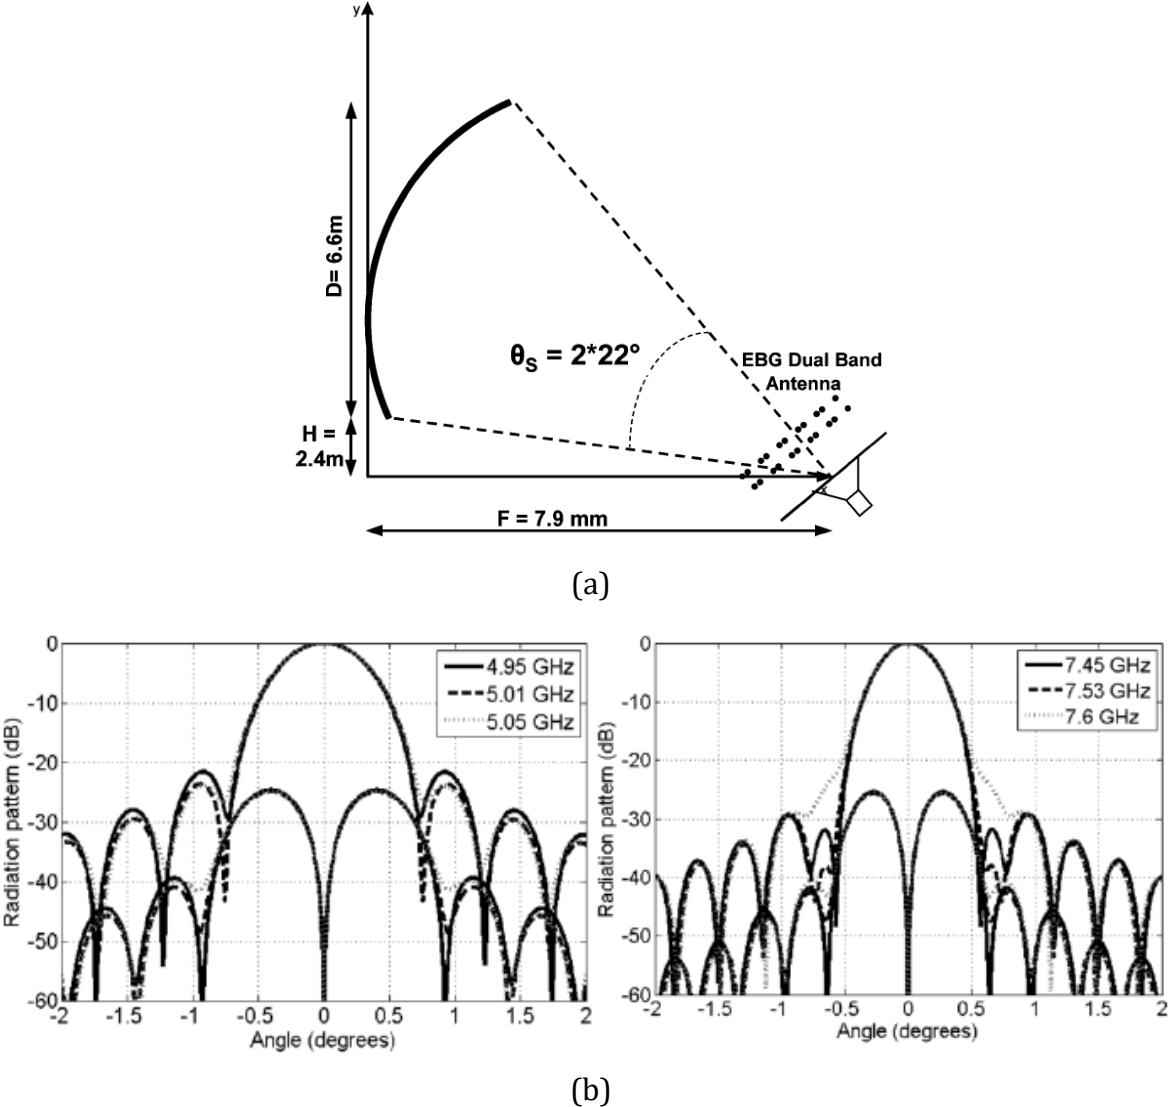 y
D= 6.6m
θS = 2*22°
EBG Dual Band
Antenna
H =
2.4m
F = 7.9 mm
(a)
0
-10
-20
-30
-40
-50
-60
-2
-1.5
-1
-0.5
0
0.5
1
1.5
2
Radiation pattern (dB)
Angle (degrees)
4.95 GHz
5.01 GHz
5.05 GHz
0
-10
-20
-30
-40
-50
-60
-2
-1.5
-1
-0.5
0
0.5
1
1.5
2
Radiation pattern (dB)
Angle (degrees)
7.45 GHz
7.53 GHz
7.6 GHz
(b)